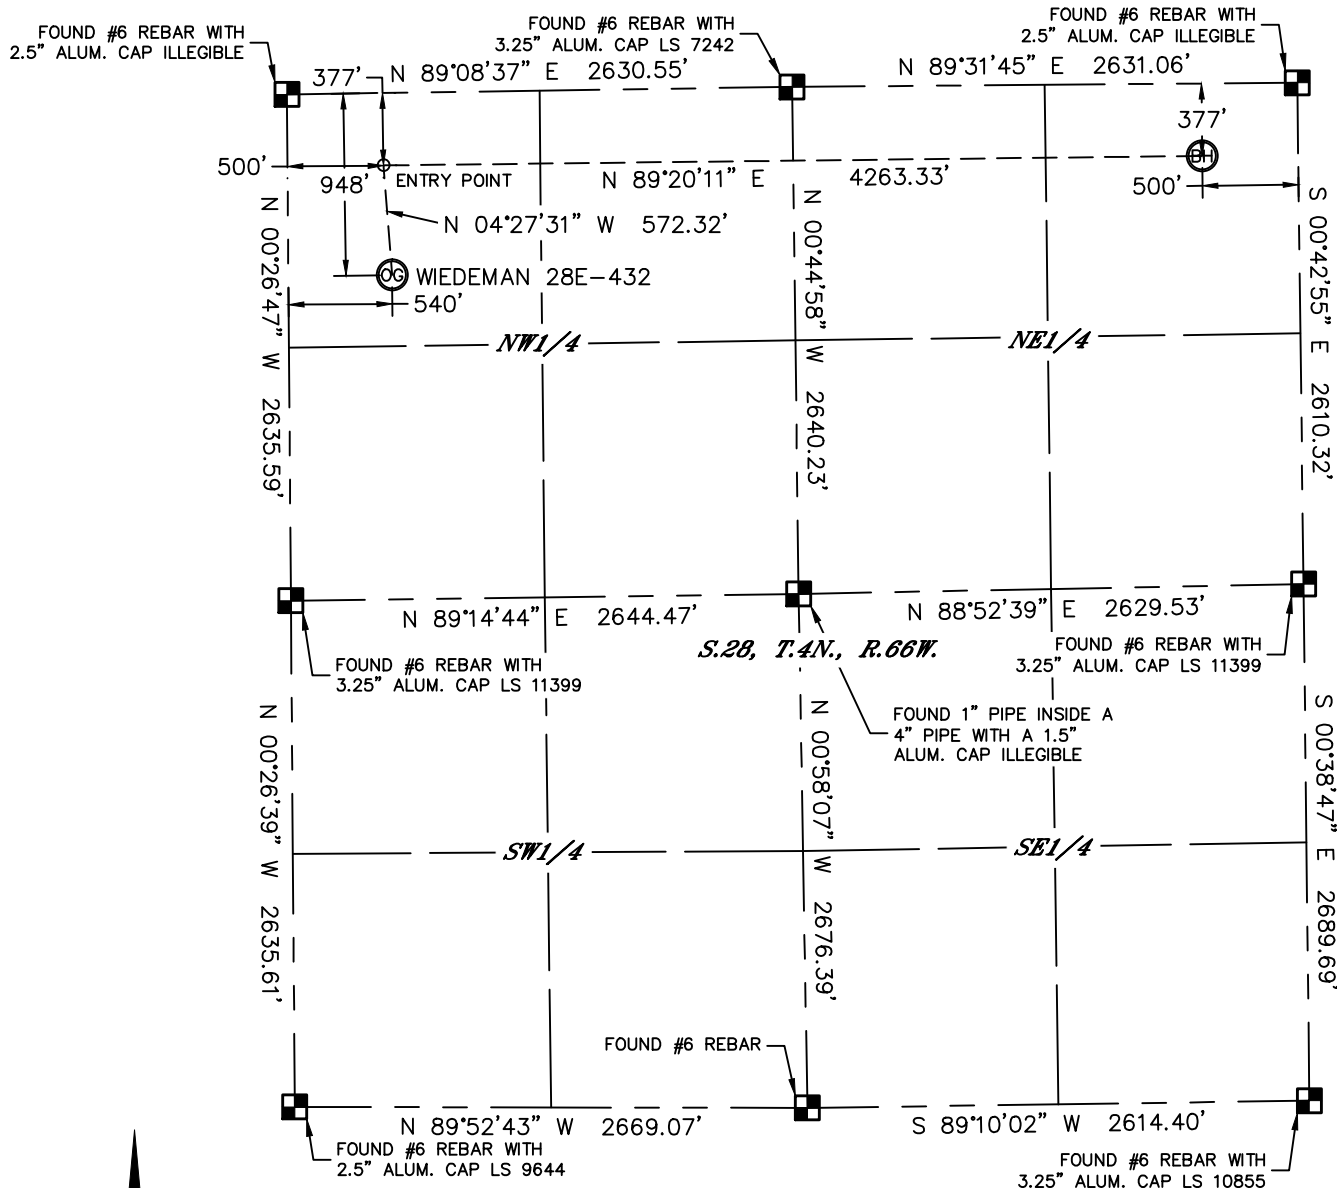 FOUND #6 REBAR WITH
2.5” ALUM. CAP ILLEGIBLE
FOUND #6 REBAR WITH
3.25” ALUM. CAP LS 7242
FOUND #6 REBAR WITH
2.5” ALUM. CAP ILLEGIBLE
377’
N 89°08’37” E 2630.55’
N 89°31’45” E 2631.06’
377’
500’
948’
ENTRY POINT
N 89°20’11” E 4263.33’
BH
500’
N 04°27’31” W 572.32’
OG
WIEDEMAN 28E-432
540’
N 00°26’47” W 2635.59’
N 00°44’58” W 2640.23’
S 00°42’55” E 2610.32’
NW1/4
NE1/4
N 89°14’44” E 2644.47’
N 88°52’39” E 2629.53’
S.28, T.4N., R.66W.
FOUND #6 REBAR WITH
3.25” ALUM. CAP LS 11399
FOUND #6 REBAR WITH
3.25” ALUM. CAP LS 11399
FOUND 1” PIPE INSIDE A
4” PIPE WITH A 1.5”
ALUM. CAP ILLEGIBLE
N 00°26’39” W 2635.61’
N 00°58’07” W 2676.39’
S 00°38’47” E 2689.69’
SW1/4
SE1/4
FOUND #6 REBAR
N 89°52’43” W 2669.07’
S 89°10’02” W 2614.40’
FOUND #6 REBAR WITH
2.5” ALUM. CAP LS 9644
FOUND #6 REBAR WITH
3.25” ALUM. CAP LS 10855